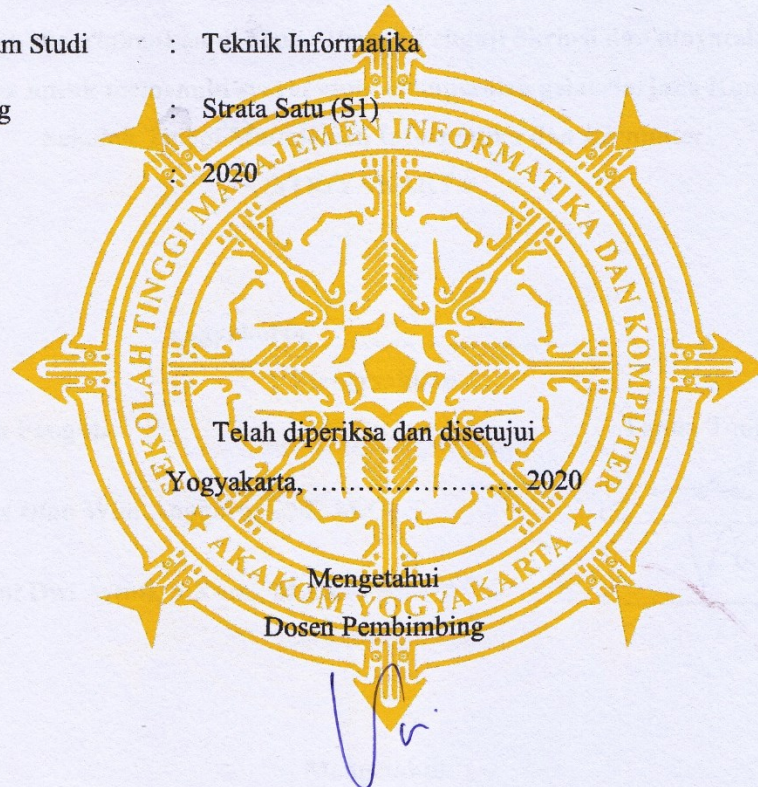 am Studi : Teknik Informatika
g : Strata Satu (S1)
: 2020
SEKOLAH TINGGI MANAJEMEN INFORMATIKA DAN KOMPUTER
★ AKAKOM YOGYAKARTA ★
Telah diperiksa dan disetujui
Yogyakarta, ........................ 2020
Mengetahui
Dosen Pembimbing